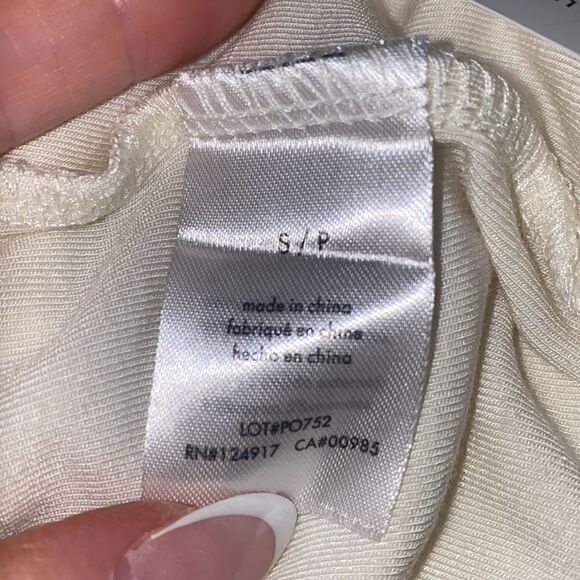 S / P
made in china
fabriqué en chine
hecho en china
LOT#PO752
RN#124917 CA#00985